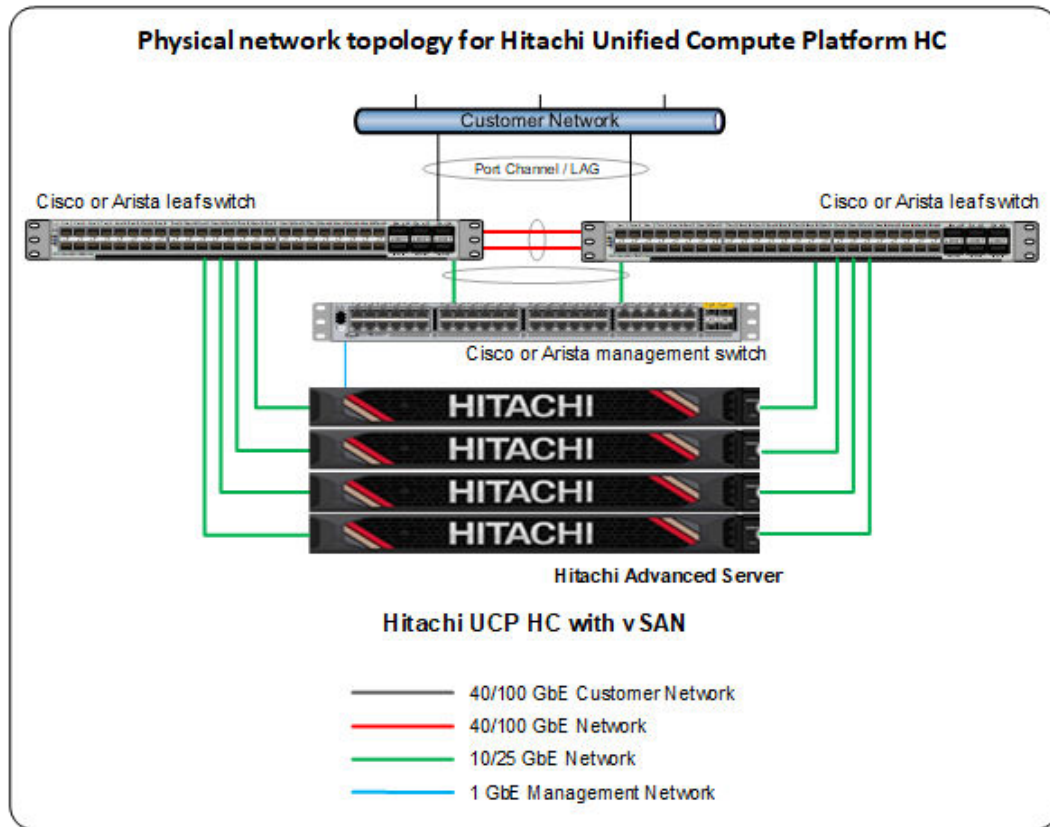 Physical network topology for Hitachi Unified Compute Platform HC
Customer Network
Port Channel / LAG
Cisco or Arista leaf switch
Cisco or Arista leaf switch
Cisco or Arista management switch
HITACHI
HITACHI
HITACHI
HITACHI
Hitachi Advanced Server
Hitachi UCP HC with vSAN
40/100 GbE Customer Network
40/100 GbE Network
10/25 GbE Network
1 GbE Management Network